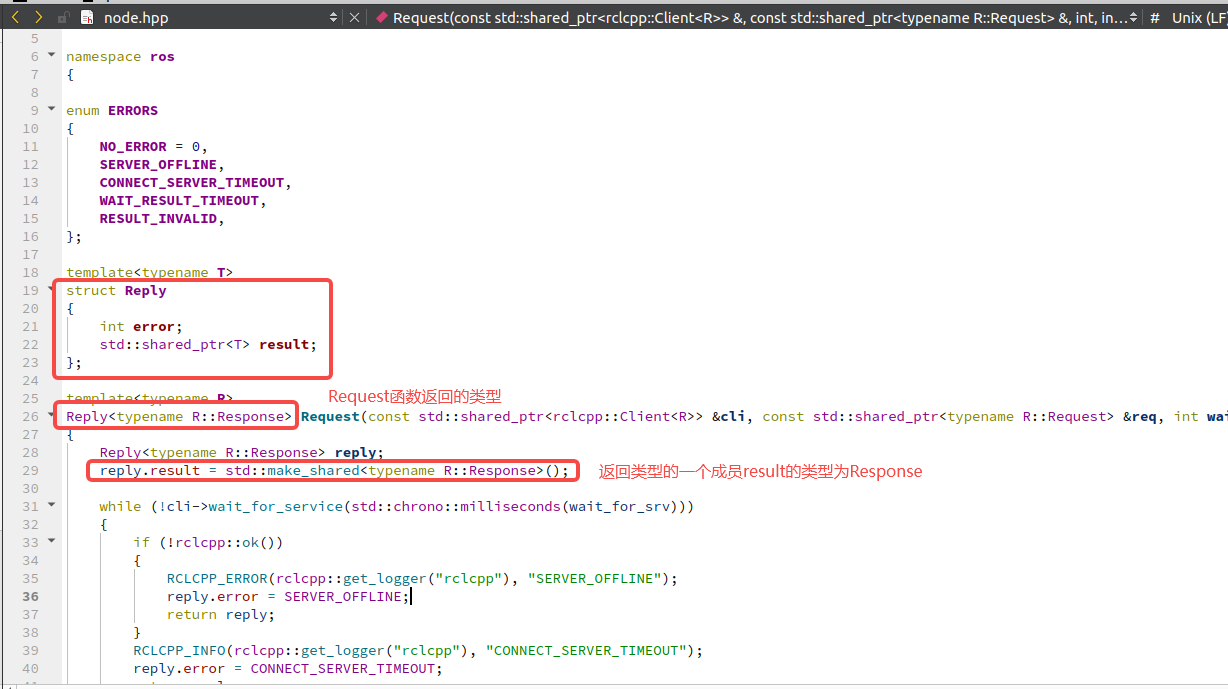 node.hpp Request(const std::shared_ptr<rclcpp::Client<R>> &, const std::shared_ptr<typename R::Request> &, int, in... # Unix (LF)
5
6 namespace ros
7 {
8
9 enum ERRORS
10 {
11 NO_ERROR = 0,
12 SERVER_OFFLINE,
13 CONNECT_SERVER_TIMEOUT,
14 WAIT_RESULT_TIMEOUT,
15 RESULT_INVALID,
16 };
17
18 template<typename T>
19 struct Reply
20 {
21 int error;
22 std::shared_ptr<T> result;
23 };
24
Request函数返回的类型
25 template<typename R>
26 Reply<typename R::Response> Request(const std::shared_ptr<rclcpp::Client<R>> &cli, const std::shared_ptr<typename R::Request> &req, int wai
27 {
28 Reply<typename R::Response> reply;
29 reply.result = std::make_shared<typename R::Response>(); 返回类型的一个成员result的类型为Response
30
31 while (!cli->wait_for_service(std::chrono::milliseconds(wait_for_srv)))
32 {
33 if (!rclcpp::ok())
34 {
35 RCLCPP_ERROR(rclcpp::get_logger("rclcpp"), "SERVER_OFFLINE");
36 reply.error = SERVER_OFFLINE;
37 return reply;
38 }
39 RCLCPP_INFO(rclcpp::get_logger("rclcpp"), "CONNECT_SERVER_TIMEOUT");
40 reply.error = CONNECT_SERVER_TIMEOUT;